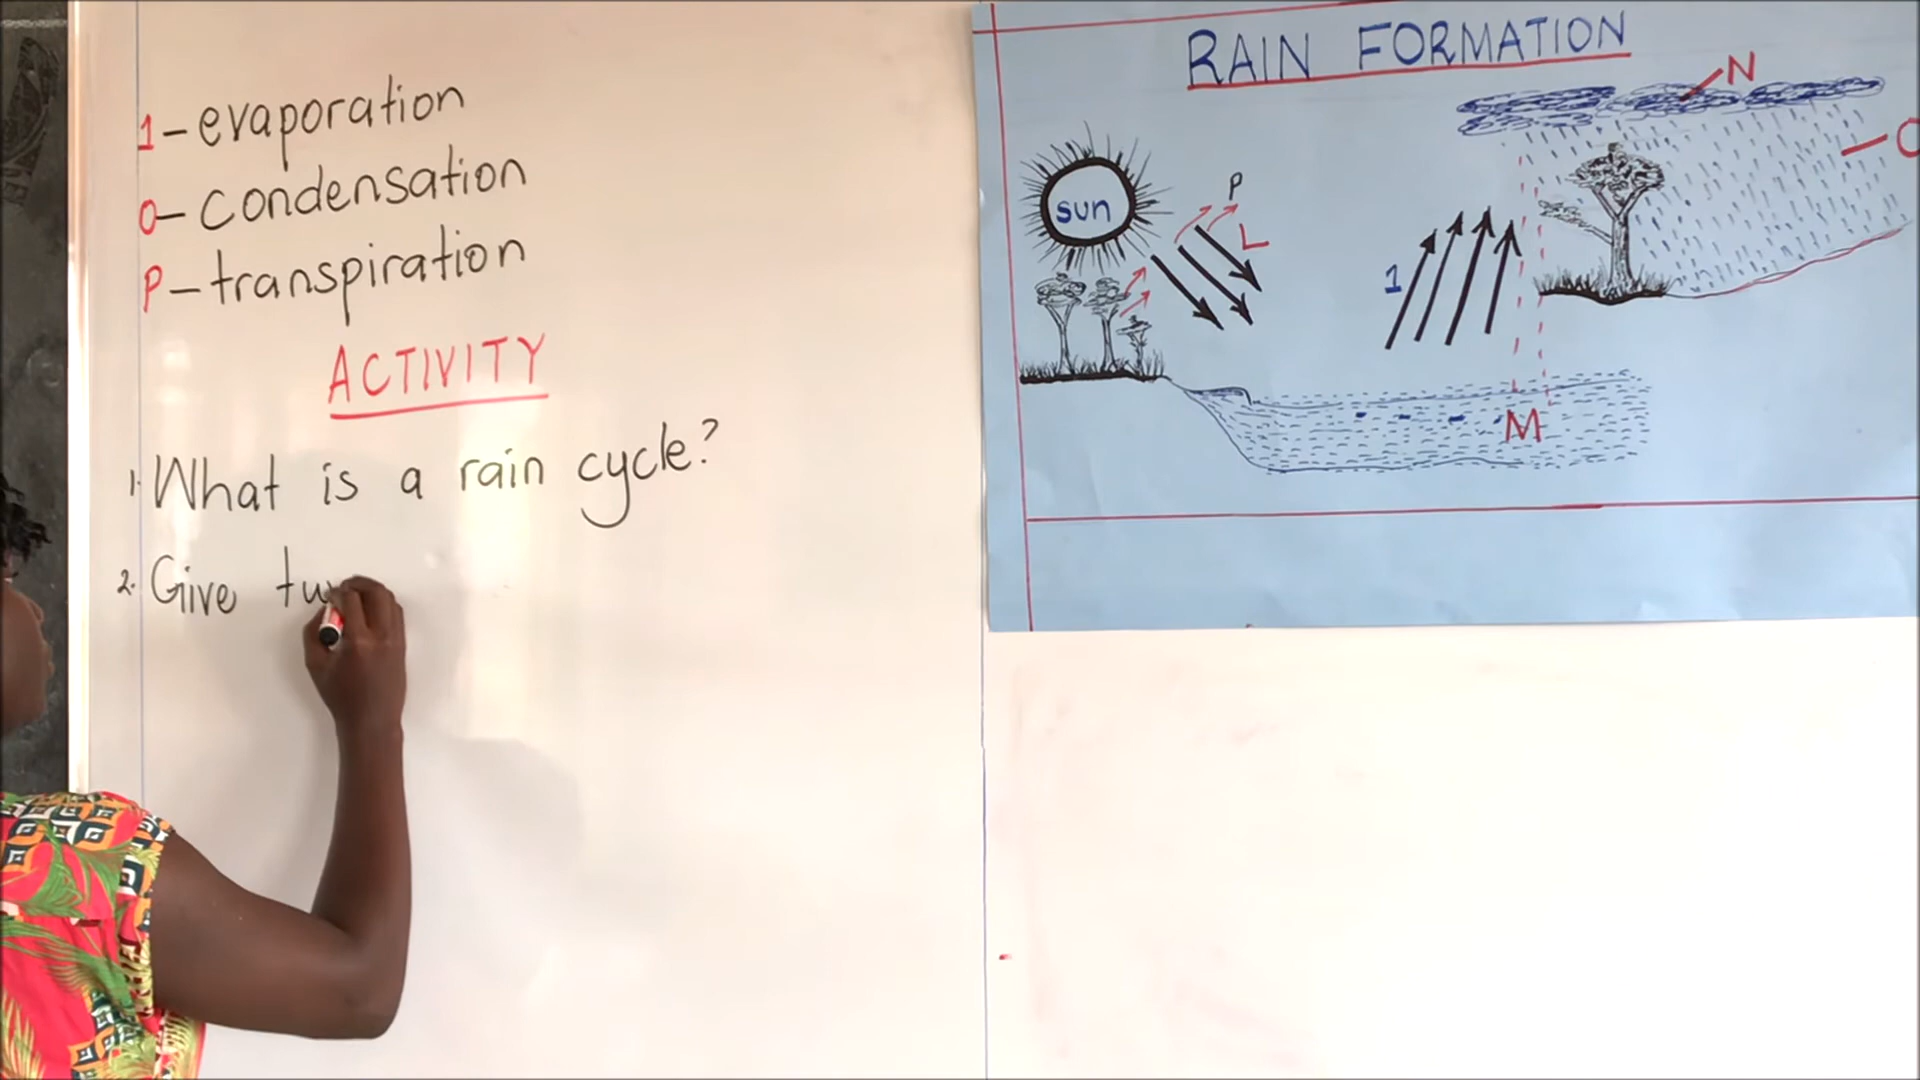 1-evaporation
O-condensation
P-transpiration
ACTIVITY
1. What is a rain cycle?
2. Give
RAIN FORMATION
N
O
sun
P
L
1
M